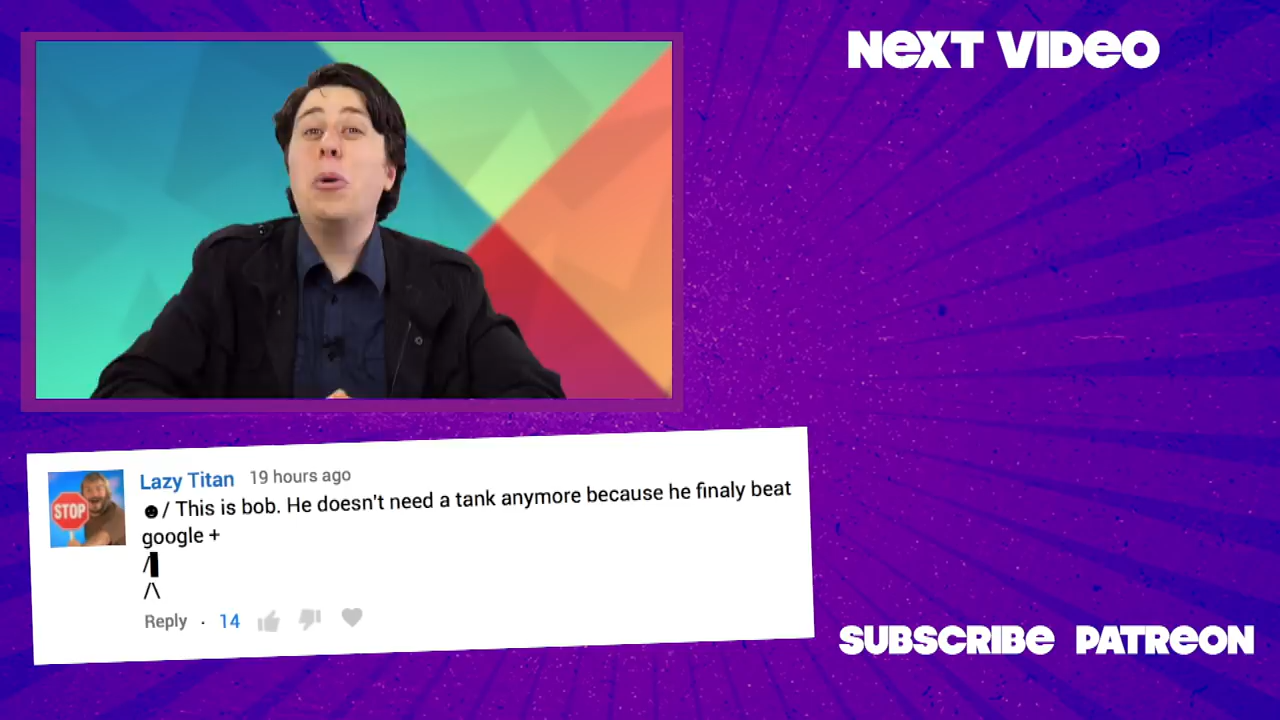 NEXT VIDEO
Lazy Titan 19 hours ago
☻/ This is bob. He doesn't need a tank anymore because he finaly beat
google +
/▌
/\
Reply · 14
STOP
SUBSCRIBE PATREON